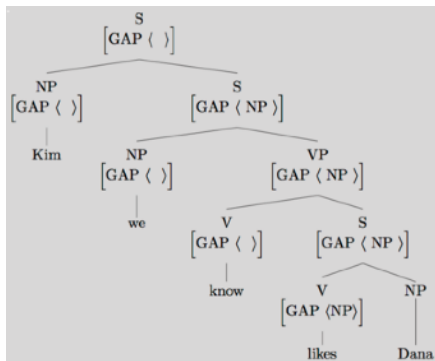 S
[GAP ⟨ ⟩]
NP S
[GAP ⟨ ⟩] [GAP ⟨ NP ⟩]
Kim NP VP
[GAP ⟨ ⟩] [GAP ⟨ NP ⟩]
we V S
[GAP ⟨ ⟩] [GAP ⟨ NP ⟩]
know V NP
[GAP ⟨NP⟩]
likes Dana